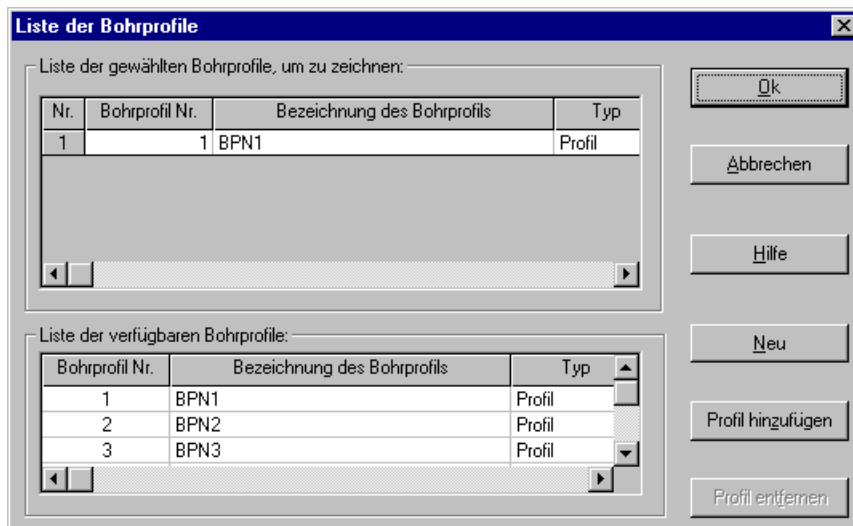 Liste der Bohrprofile
Liste der gewählten Bohrprofile, um zu zeichnen:
Nr. Bohrprofil Nr. Bezeichnung des Bohrprofils Typ
1 1 BPN1 Profil
Ok
Abbrechen
Hilfe
Neu
Profil hinzufügen
Profil entfernen
Liste der verfügbaren Bohrprofile:
Bohrprofil Nr. Bezeichnung des Bohrprofils Typ
1 BPN1 Profil
2 BPN2 Profil
3 BPN3 Profil